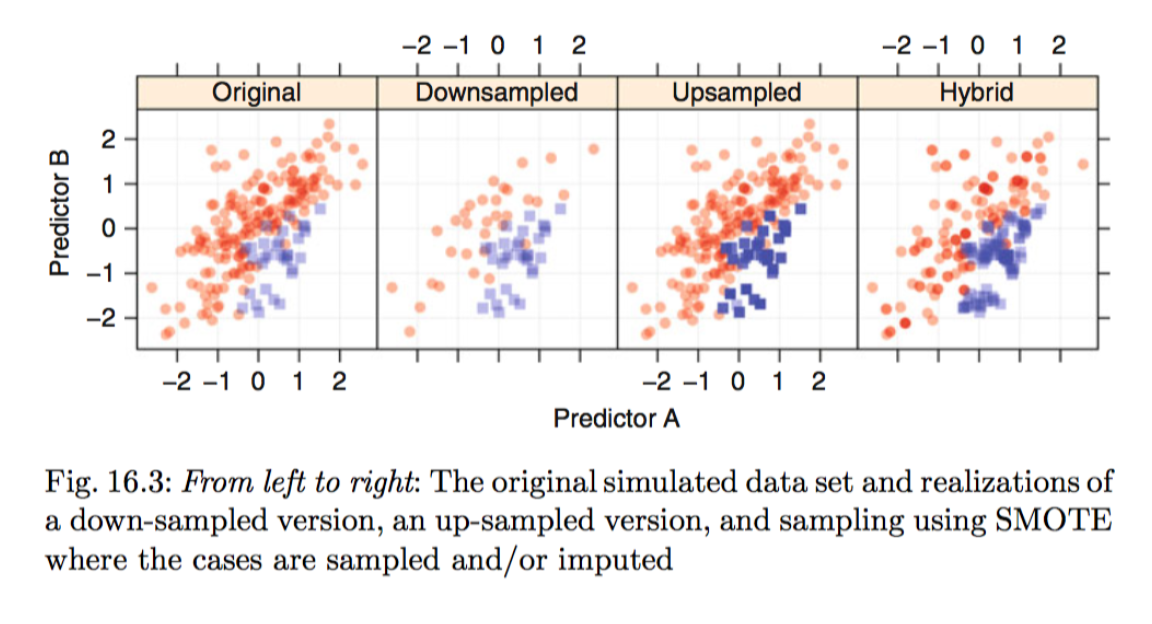 −2 −1 0 1 2 −2 −1 0 1 2
Original Downsampled Upsampled Hybrid
Predictor B
2
1
0
−1
−2
−2 −1 0 1 2 −2 −1 0 1 2
Predictor A
Fig. 16.3: From left to right: The original simulated data set and realizations of
a down-sampled version, an up-sampled version, and sampling using SMOTE
where the cases are sampled and/or imputed